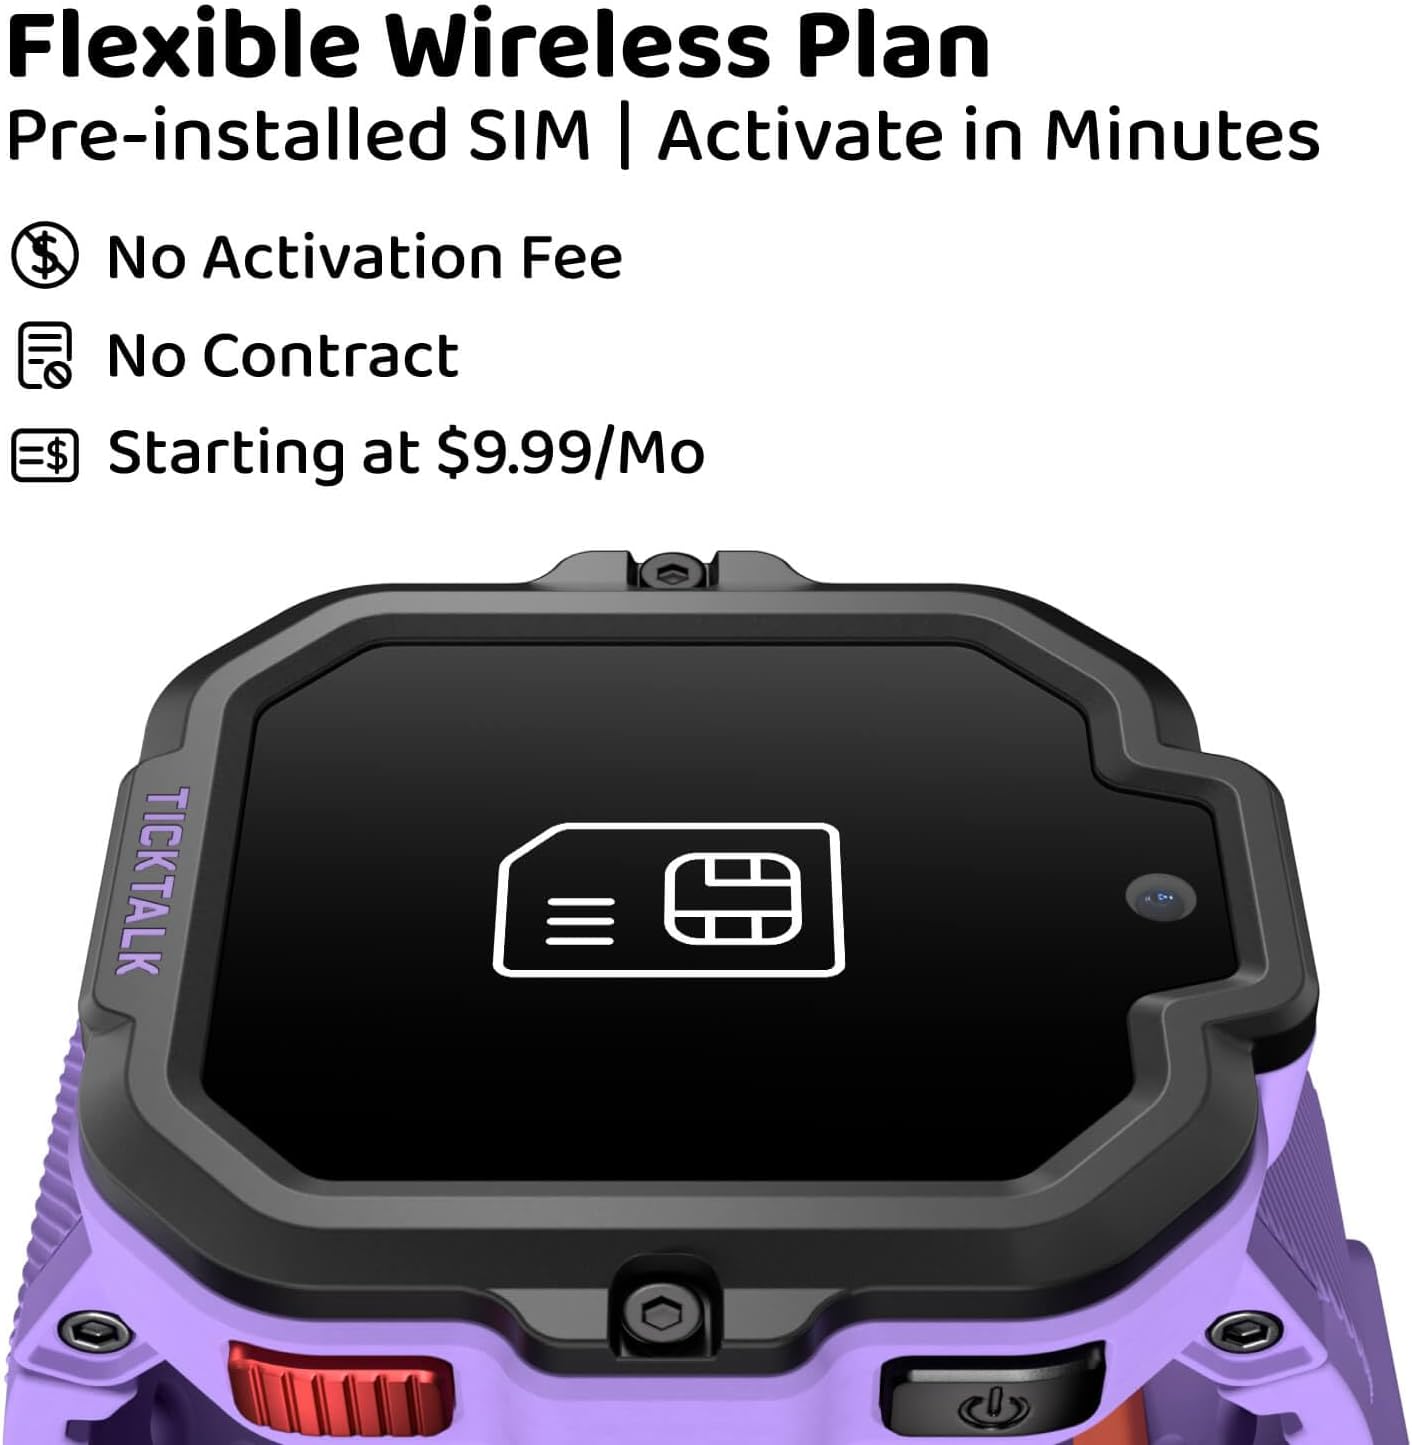 Flexible Wireless Plan
Pre-installed SIM | Activate in Minutes
No Activation Fee
No Contract
Starting at $9.99/Mo
TICKTALK